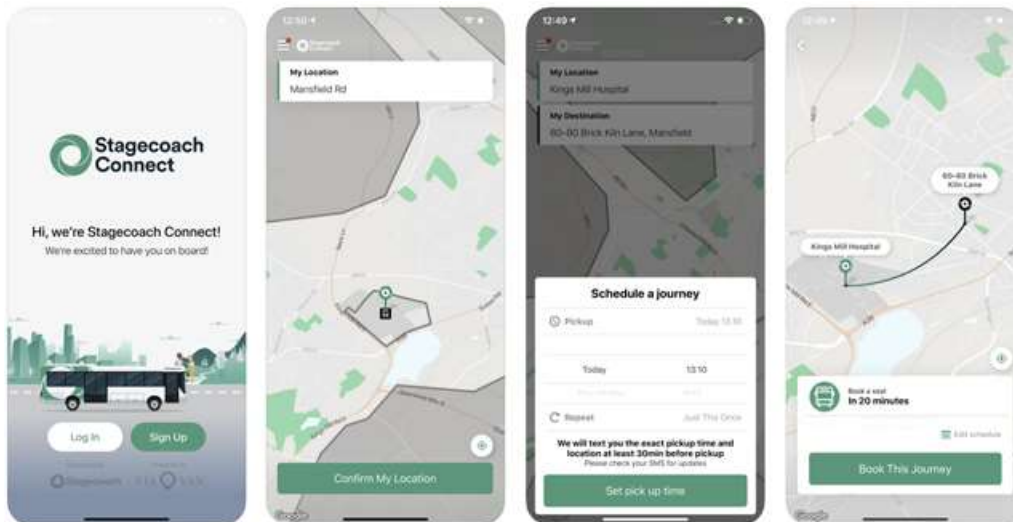 Stagecoach
Connect
Hi, we're Stagecoach Connect!
We're excited to have you on board!
Log In
Sign Up
Stagecoach
12:50
My Location
Mansfield Rd
Confirm My Location
Google
12:49
My Location
Kings Mill Hospital
My Destination
60-80 Brick Kiln Lane, Mansfield
Schedule a journey
Pickup
Today 13:10
Today
13:10
Repeat
Just This Once
We will text you the exact pickup time and
location at least 30min before pickup
Please check your SMS for updates
Set pick up time
60-80 Brick
Kiln Lane
Kings Mill Hospital
Book a seat
In 20 minutes
Edit schedule
Book This Journey
Google